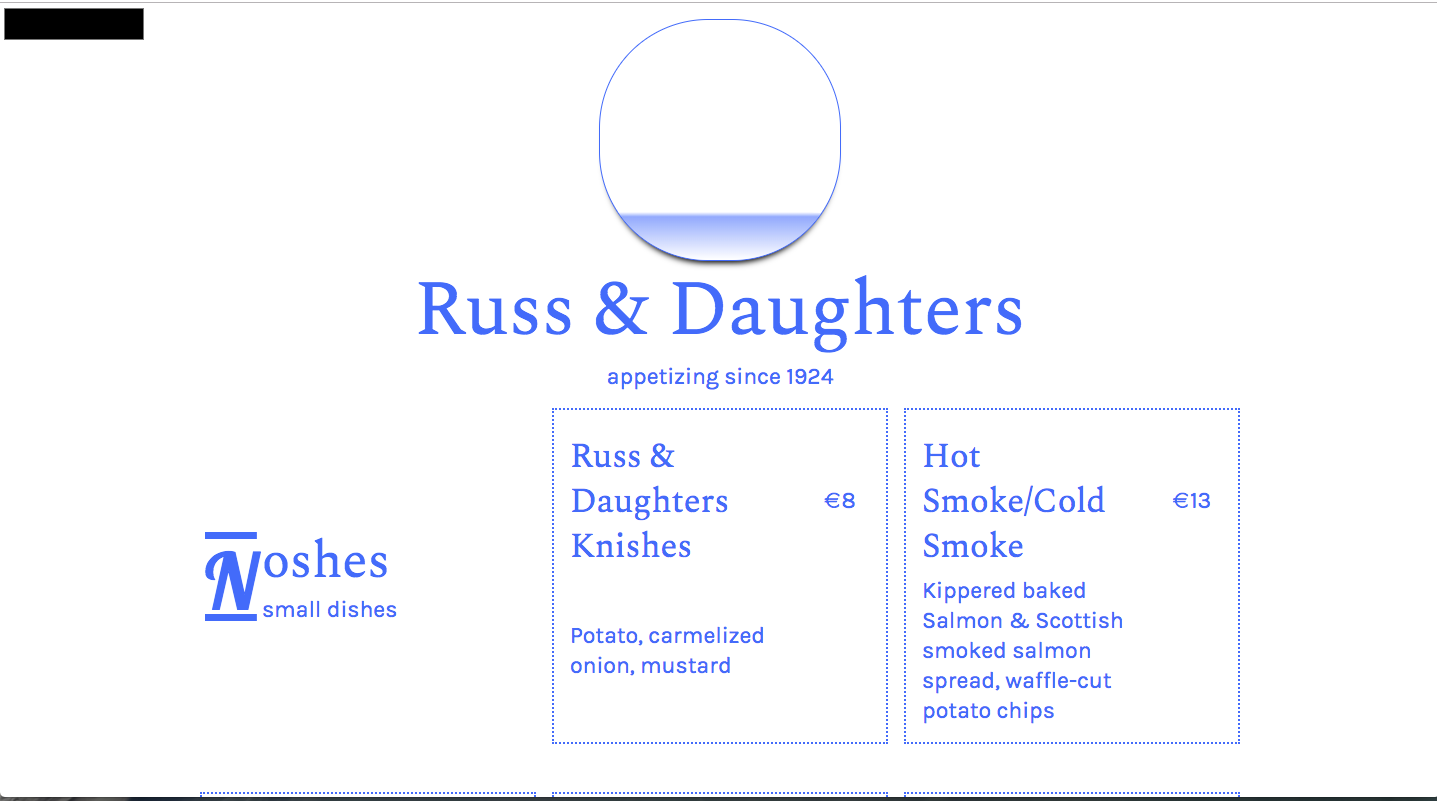 Russ & Daughters
appetizing since 1924
Noshes
small dishes
Russ &
Daughters
Knishes
€8
Potato, carmelized
onion, mustard
Hot
Smoke/Cold
Smoke
€13
Kippered baked
Salmon & Scottish
smoked salmon
spread, waffle-cut
potato chips